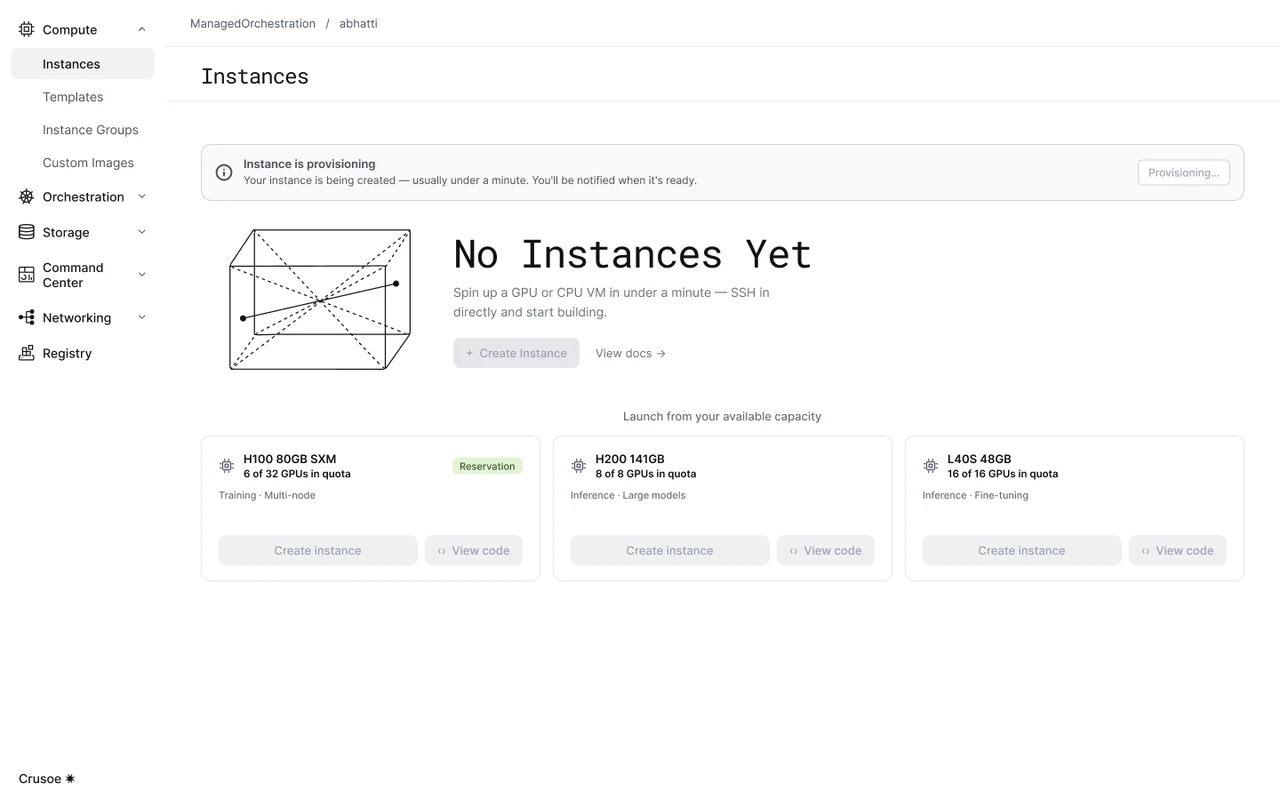 Compute
Instances
Templates
Instance Groups
Custom Images
Orchestration
Storage
Command
Center
Networking
Registry
Crusoe
ManagedOrchestration / abhatti
Instances
Instance is provisioning
Your instance is being created — usually under a minute. You'll be notified when it's ready.
Provisioning...
No Instances Yet
Spin up a GPU or CPU VM in under a minute — SSH in
directly and start building.
+ Create Instance
View docs →
Launch from your available capacity
H100 80GB SXM
6 of 32 GPUs in quota
Reservation
Training · Multi-node
Create instance
‹› View code
H200 141GB
8 of 8 GPUs in quota
Inference · Large models
Create instance
‹› View code
L40S 48GB
16 of 16 GPUs in quota
Inference · Fine-tuning
Create instance
‹› View code